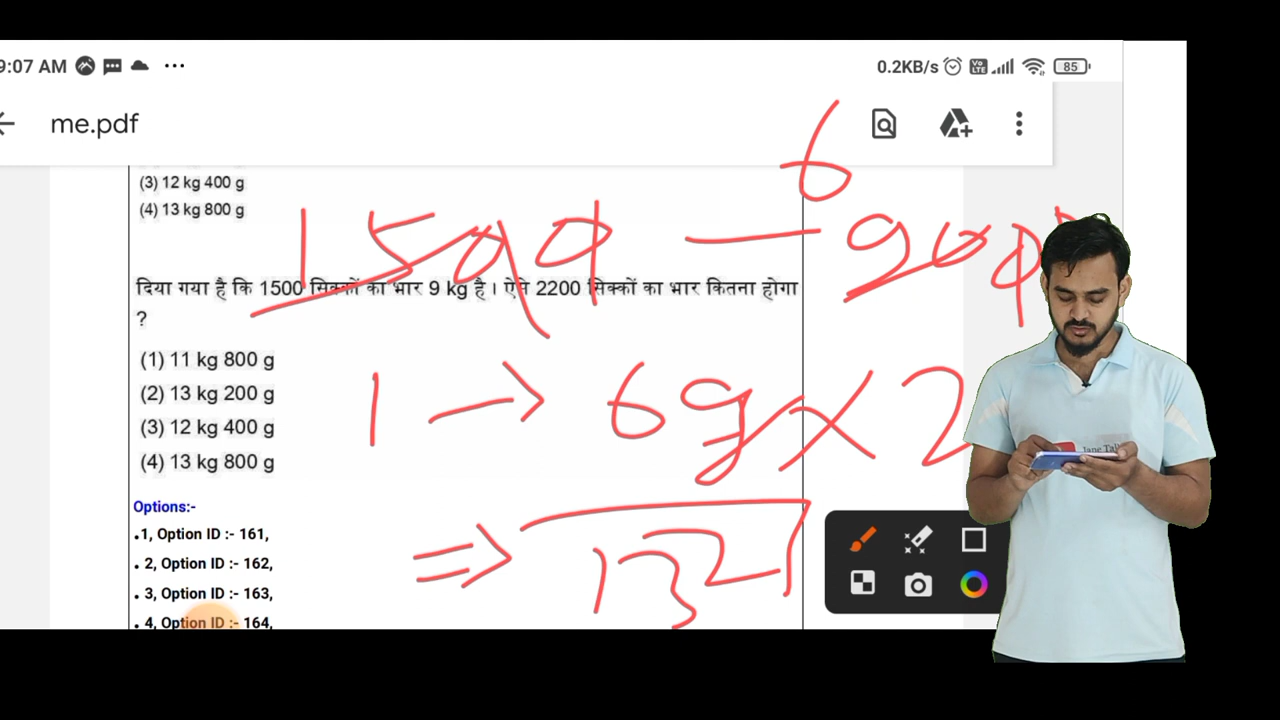 9:07 AM
0.2KB/s
Vo LTE
85
me.pdf
(3) 12 kg 400 g
(4) 13 kg 800 g
6
दिया गया है कि 1500 सिक्कों का भार 9 kg है। ऐसे 2200 सिक्कों का भार कितना होगा
?
(1) 11 kg 800 g
(2) 13 kg 200 g
(3) 12 kg 400 g
(4) 13 kg 800 g
1 → 6g × 2
Options:-
.1, Option ID :- 161,
. 2, Option ID :- 162,
. 3, Option ID :- 163,
. 4, Option ID :- 164,
⇒ 132